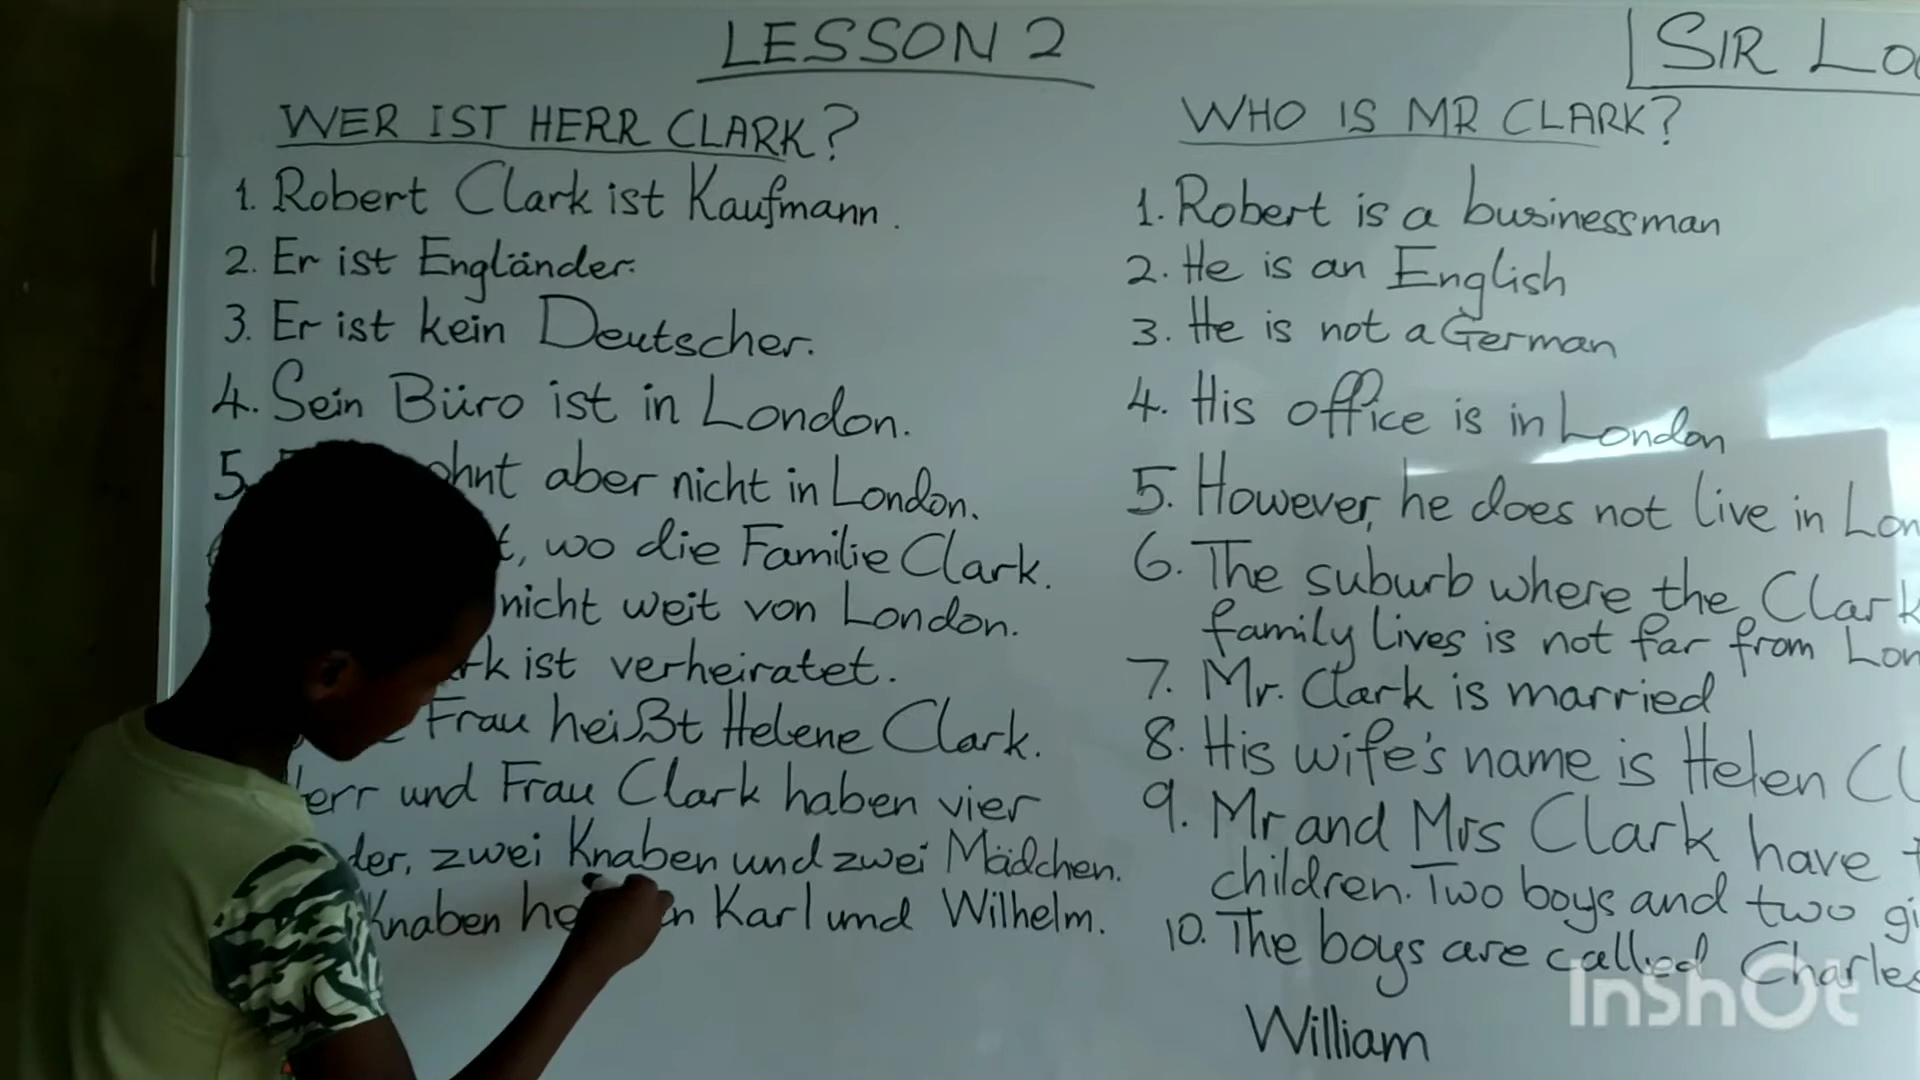 LESSON 2
SIR
WER IST HERR CLARK?
1. Robert Clark ist Kaufmann.
2. Er ist Engländer.
3. Er ist kein Deutscher.
4. Sein Büro ist in London.
5. aber nicht in London.
wo die Familie Clark.
nicht weit von London.
ist verheiratet.
Frau heißt Helene Clark.
und Frau Clark haben vier
zwei Knaben und zwei Mädchen.
Knaben Karl und Wilhelm.
WHO IS MR CLARK?
1. Robert is a businessman
2. He is an English
3. He is not a German
4. His office is in London
5. However, he does not live in
6. The suburb where the Clark
family lives is not far from
7. Mr. Clark is married
8. His wife's name is Helen
9. Mr and Mrs Clark have
children. Two boys and two
10. The boys are called Charles
William
InShOt